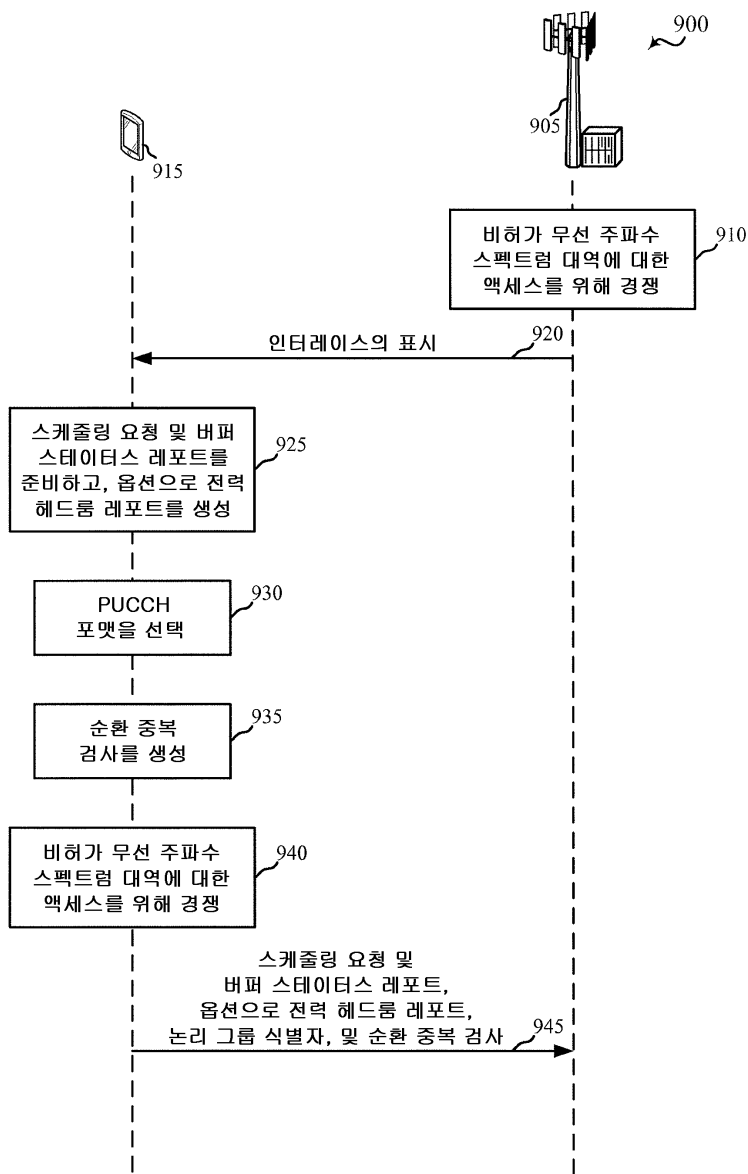 900
905
915
비허가 무선 주파수
스펙트럼 대역에 대한
액세스를 위해 경쟁
910
인터레이스의 표시
920
스케줄링 요청 및 버퍼
스테이터스 레포트를
준비하고, 옵션으로 전력
헤드룸 레포트를 생성
925
PUCCH
포맷을 선택
930
순환 중복
검사를 생성
935
비허가 무선 주파수
스펙트럼 대역에 대한
액세스를 위해 경쟁
940
스케줄링 요청 및
버퍼 스테이터스 레포트,
옵션으로 전력 헤드룸 레포트,
논리 그룹 식별자, 및 순환 중복 검사
945